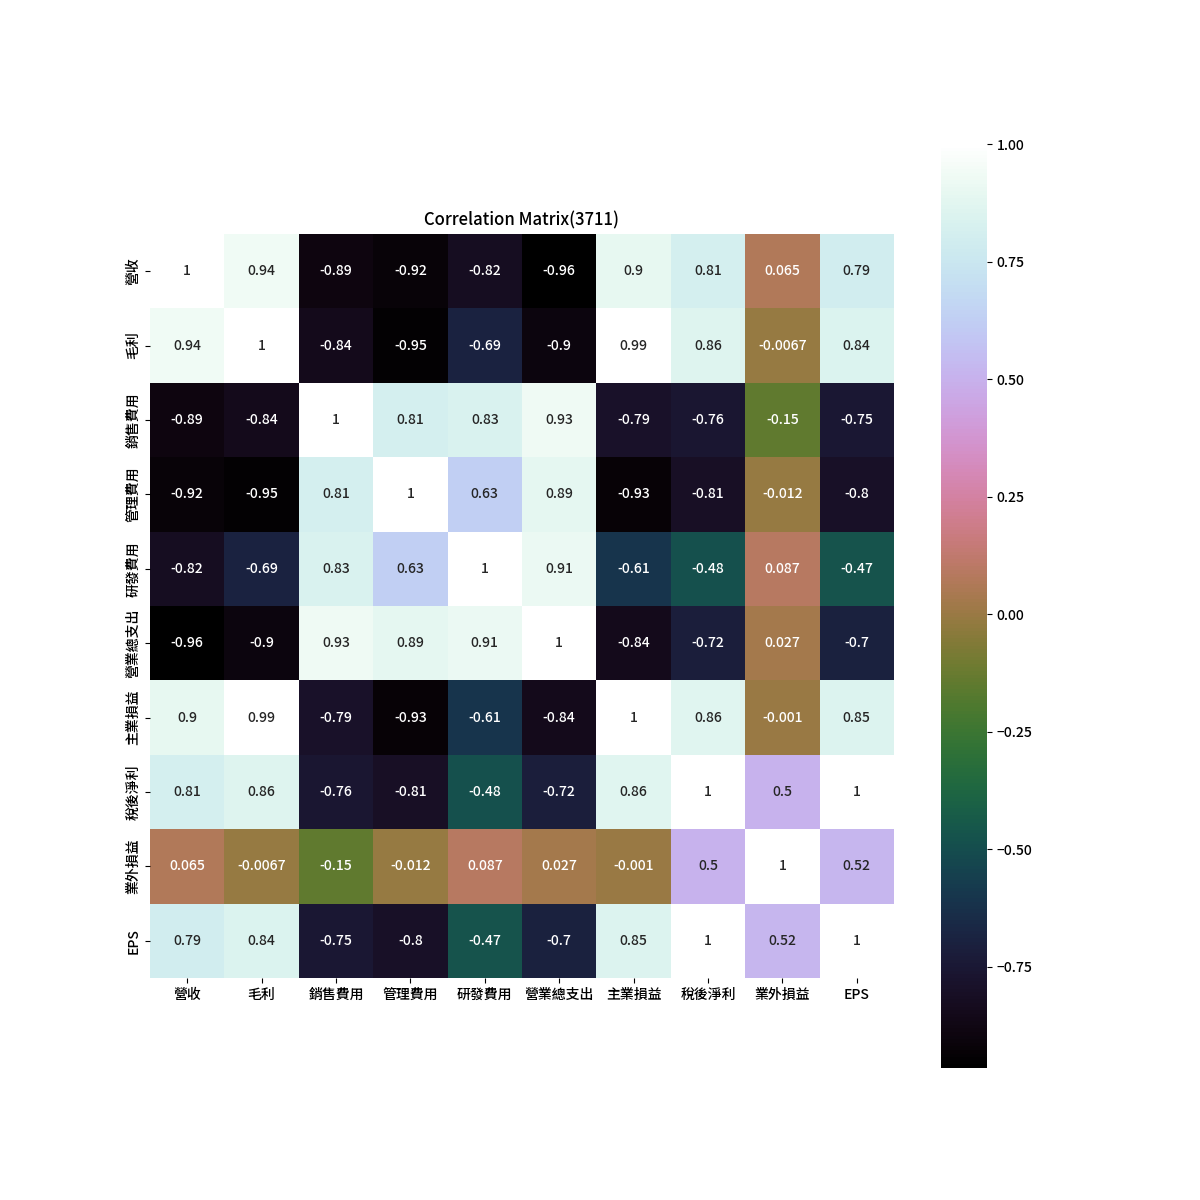 Correlation Matrix(3711)
營收 1 0.94 -0.89 -0.92 -0.82 -0.96 0.9 0.81 0.065 0.79
毛利 0.94 1 -0.84 -0.95 -0.69 -0.9 0.99 0.86 -0.0067 0.84
銷售費用 -0.89 -0.84 1 0.81 0.83 0.93 -0.79 -0.76 -0.15 -0.75
管理費用 -0.92 -0.95 0.81 1 0.63 0.89 -0.93 -0.81 -0.012 -0.8
研發費用 -0.82 -0.69 0.83 0.63 1 0.91 -0.61 -0.48 0.087 -0.47
營業總支出 -0.96 -0.9 0.93 0.89 0.91 1 -0.84 -0.72 0.027 -0.7
主業損益 0.9 0.99 -0.79 -0.93 -0.61 -0.84 1 0.86 -0.001 0.85
稅後淨利 0.81 0.86 -0.76 -0.81 -0.48 -0.72 0.86 1 0.5 1
業外損益 0.065 -0.0067 -0.15 -0.012 0.087 0.027 -0.001 0.5 1 0.52
EPS 0.79 0.84 -0.75 -0.8 -0.47 -0.7 0.85 1 0.52 1
營收 毛利 銷售費用 管理費用 研發費用 營業總支出 主業損益 稅後淨利 業外損益 EPS
1.00
0.75
0.50
0.25
0.00
−0.25
−0.50
−0.75